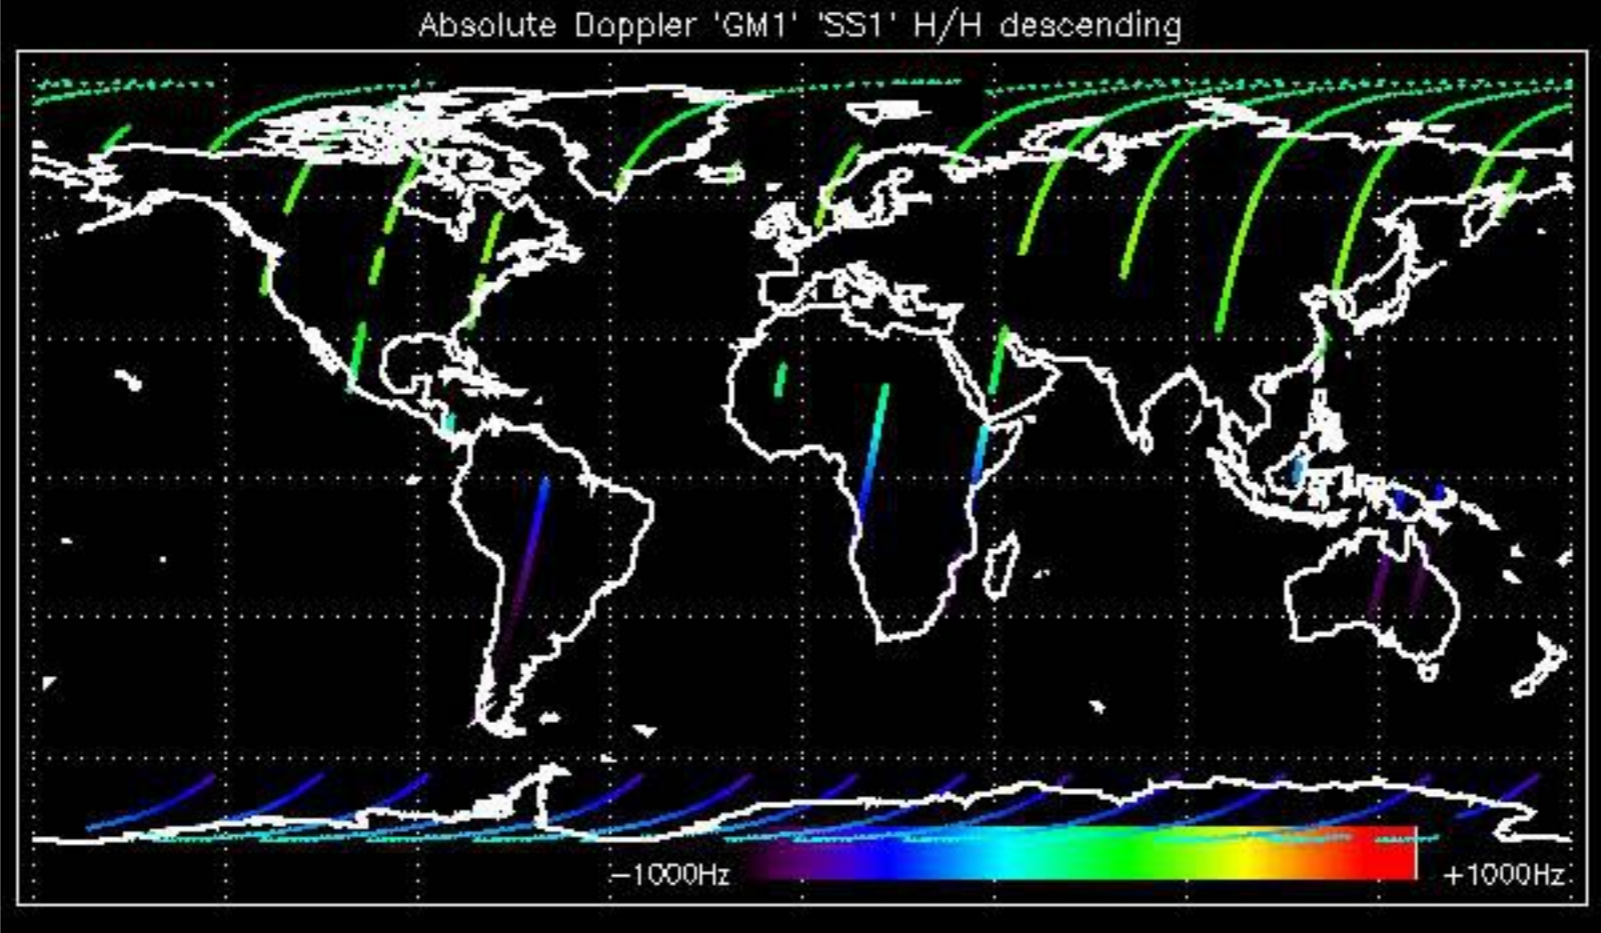 Absolute Doppler 'GM1' 'SS1' H/H descending
−1000Hz +1000Hz